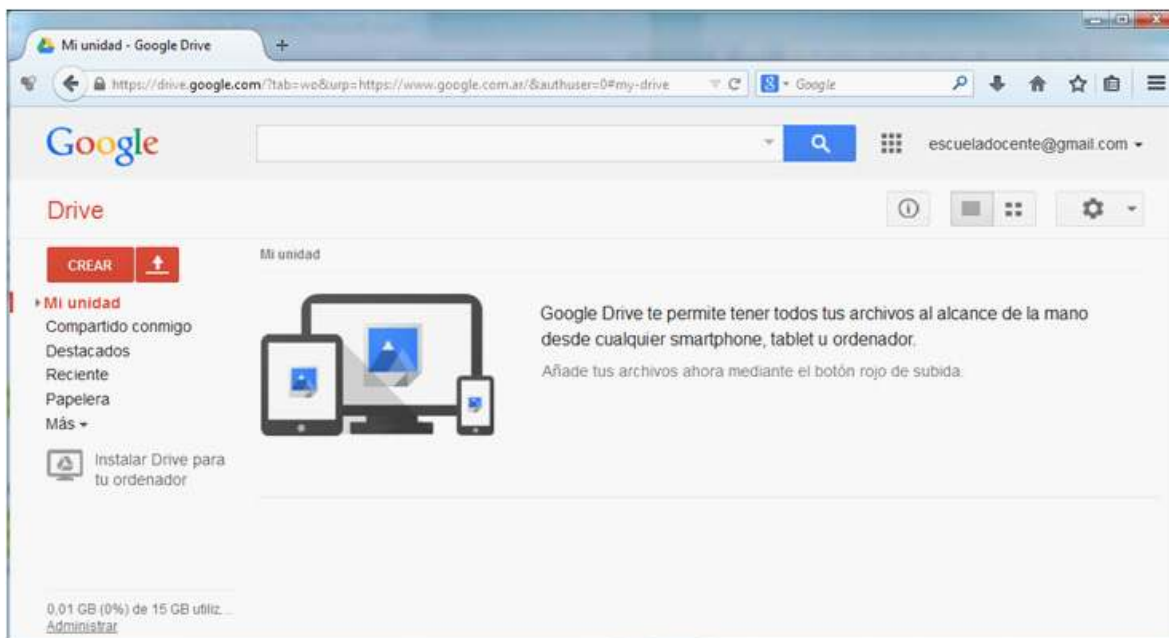 Mi unidad - Google Drive
https://drive.google.com/?tab=wo&urp=https://www.google.com.ar/&authuser=0#my-drive
Google
Google
escueladocente@gmail.com
Drive
CREAR
Mi unidad
Mi unidad
Compartido conmigo
Destacados
Reciente
Papelera
Más
Instalar Drive para
tu ordenador
Google Drive te permite tener todos tus archivos al alcance de la mano
desde cualquier smartphone, tablet u ordenador.
Añade tus archivos ahora mediante el botón rojo de subida.
0,01 GB (0%) de 15 GB utiliz...
Administrar